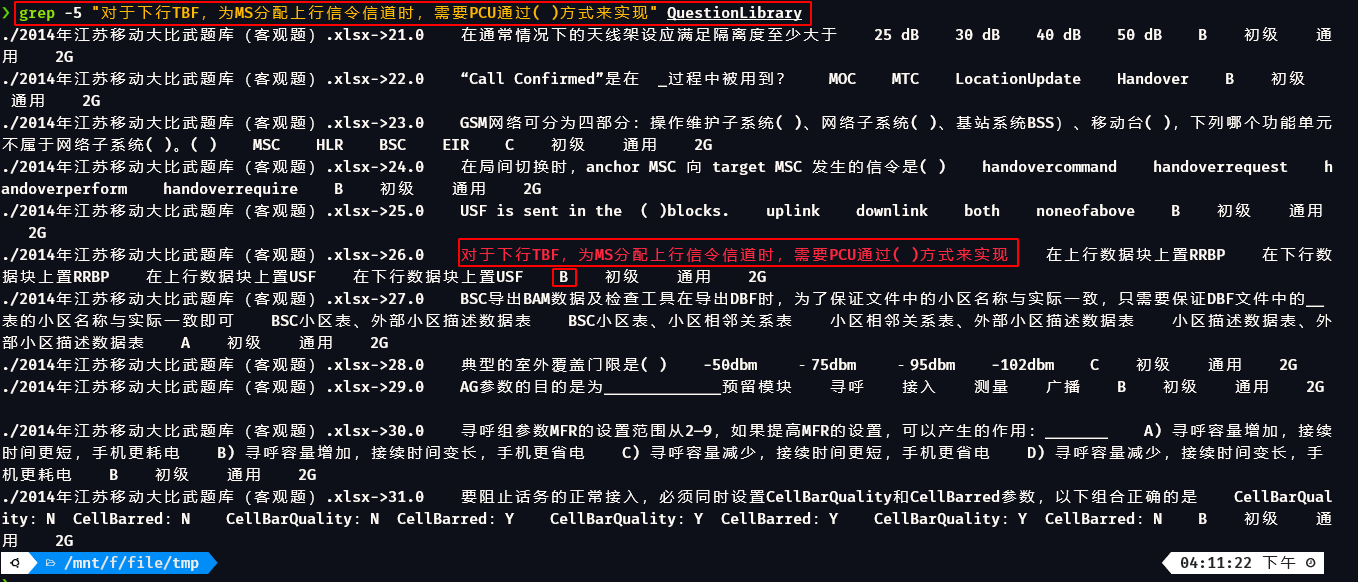 ❯ grep -5 "对于下行TBF，为MS分配上行信令信道时，需要PCU通过( )方式来实现" QuestionLibrary
./2014年江苏移动大比武题库（客观题）.xlsx->21.0    在通常情况下的天线架设应满足隔离度至少大于    25 dB    30 dB    40 dB    50 dB    B    初级    通
用    2G
./2014年江苏移动大比武题库（客观题）.xlsx->22.0    “Call Confirmed”是在  _过程中被用到?    MOC    MTC    LocationUpdate    Handover    B    初级
通用    2G
./2014年江苏移动大比武题库（客观题）.xlsx->23.0    GSM网络可分为四部分：操作维护子系统( )、网络子系统( )、基站系统BSS）、移动台( )，下列哪个功能单元
不属于网络子系统( )。( )    MSC    HLR    BSC    EIR    C    初级    通用    2G
./2014年江苏移动大比武题库（客观题）.xlsx->24.0    在局间切换时，anchor MSC 向 target MSC 发生的信令是( )    handovercommand    handoverrequest    h
andoverperform    handoverrequire    B    初级    通用    2G
./2014年江苏移动大比武题库（客观题）.xlsx->25.0    USF is sent in the  ( )blocks.    uplink    downlink    both    noneofabove    B    初级    通用
2G
./2014年江苏移动大比武题库（客观题）.xlsx->26.0    对于下行TBF，为MS分配上行信令信道时，需要PCU通过( )方式来实现    在上行数据块上置RRBP    在下行数
据块上置RRBP    在上行数据块上置USF    在下行数据块上置USF    B    初级    通用    2G
./2014年江苏移动大比武题库（客观题）.xlsx->27.0    BSC导出BAM数据及检查工具在导出DBF时，为了保证文件中的小区名称与实际一致，只需要保证DBF文件中的__
表的小区名称与实际一致即可    BSC小区表、外部小区描述数据表    BSC小区表、小区相邻关系表    小区相邻关系表、外部小区描述数据表    小区描述数据表、外
部小区描述数据表    A    初级    通用    2G
./2014年江苏移动大比武题库（客观题）.xlsx->28.0    典型的室外覆盖门限是( )    -50dbm    -75dbm    -95dbm    -102dbm    C    初级    通用    2G
./2014年江苏移动大比武题库（客观题）.xlsx->29.0    AG参数的目的是为_____________预留模块    寻呼    接入    测量    广播    B    初级    通用    2G
./2014年江苏移动大比武题库（客观题）.xlsx->30.0    寻呼组参数MFR的设置范围从2—9，如果提高MFR的设置，可以产生的作用：_______    A）寻呼容量增加，接续
时间更短，手机更耗电    B）寻呼容量增加，接续时间变长，手机更省电    C）寻呼容量减少，接续时间更短，手机更省电    D）寻呼容量减少，接续时间变长，手
机更耗电    B    初级    通用    2G
./2014年江苏移动大比武题库（客观题）.xlsx->31.0    要阻止话务的正常接入，必须同时设置CellBarQuality和CellBarred参数，以下组合正确的是    CellBarQual
ity：N  CellBarred：N    CellBarQuality：N  CellBarred：Y    CellBarQuality：Y  CellBarred：Y    CellBarQuality：Y  CellBarred：N    B    初级    通
用    2G
/mnt/f/file/tmp    04:11:22 下午